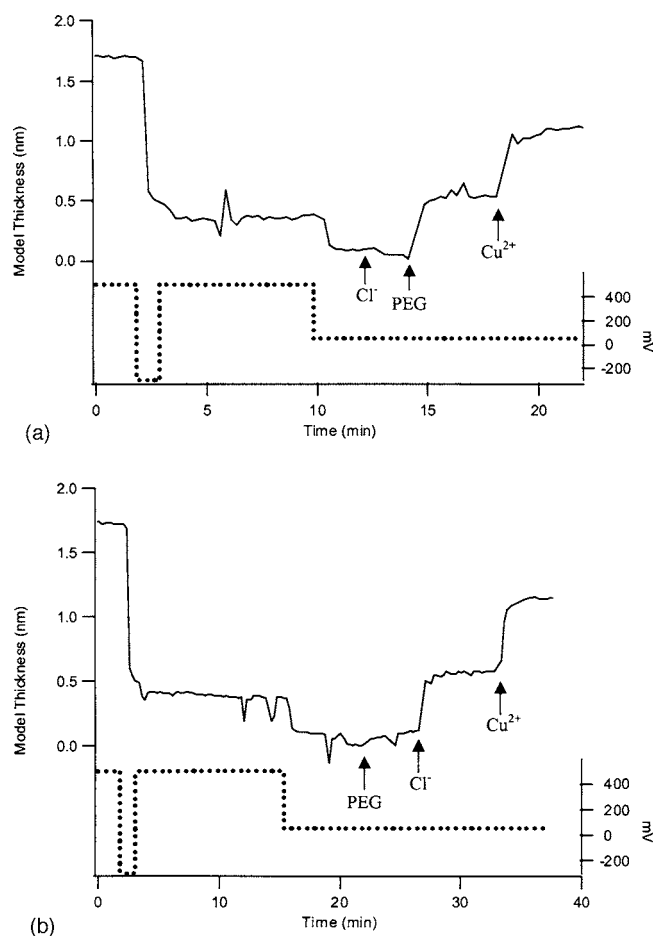 2.0
1.5
1.0
0.5
0.0
Model Thickness (nm)
Cl-
PEG
Cu2+
400
200
0
-200
mV
0 5 10 15 20
(a) Time (min)
2.0
1.5
1.0
0.5
0.0
Model Thickness (nm)
PEG
Cl-
Cu2+
400
200
0
-200
mV
0 10 20 30 40
(b) Time (min)